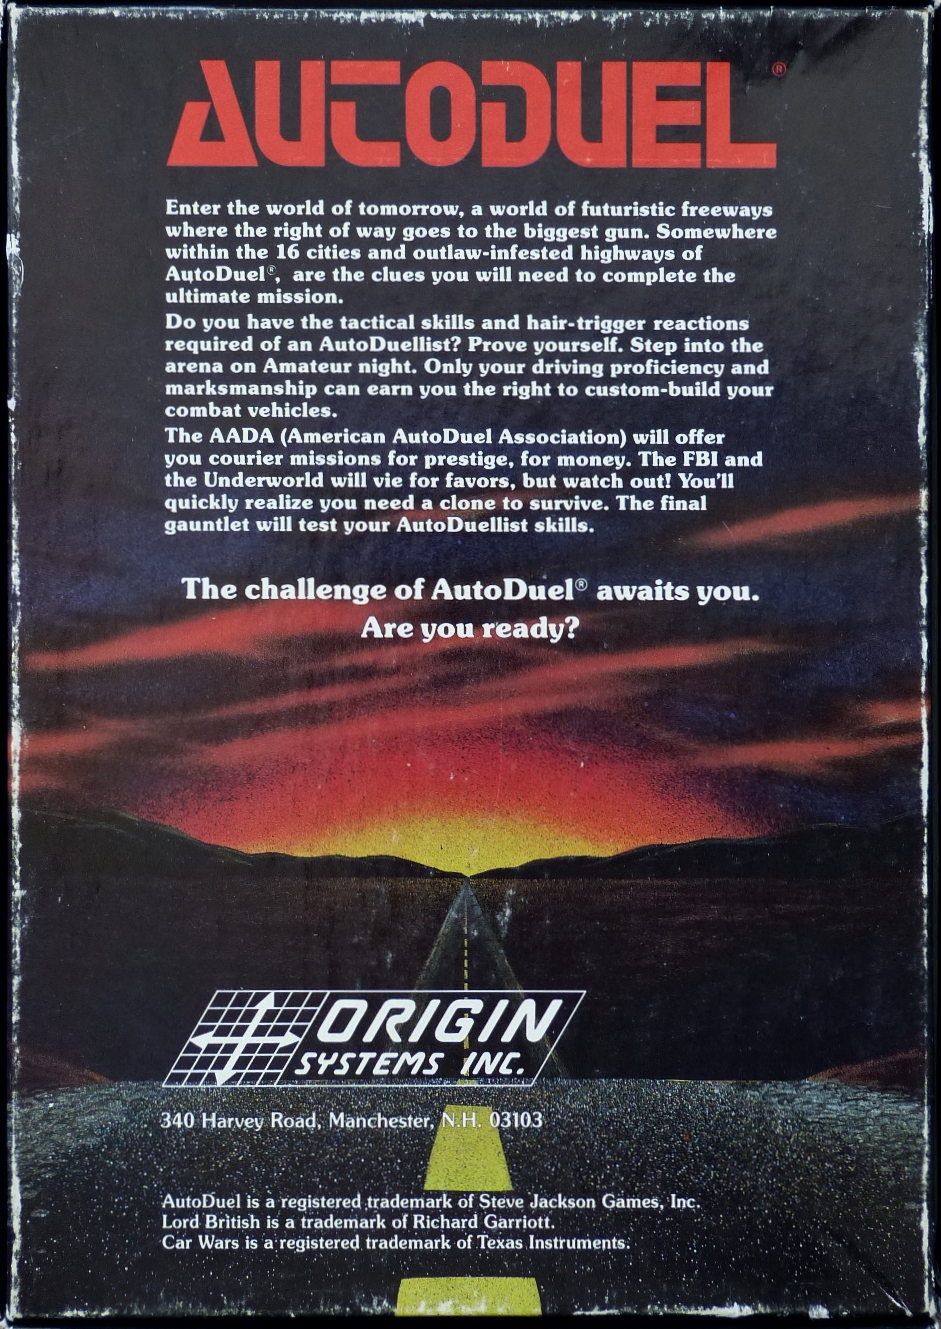 AUTODUEL®
Enter the world of tomorrow, a world of futuristic freeways
where the right of way goes to the biggest gun. Somewhere
within the 16 cities and outlaw-infested highways of
AutoDuel®, are the clues you will need to complete the
ultimate mission.
Do you have the tactical skills and hair-trigger reactions
required of an AutoDuellist? Prove yourself. Step into the
arena on Amateur night. Only your driving proficiency and
marksmanship can earn you the right to custom-build your
combat vehicles.
The AADA (American AutoDuel Association) will offer
you courier missions for prestige, for money. The FBI and
the Underworld will vie for favors, but watch out! You'll
quickly realize you need a clone to survive. The final
gauntlet will test your AutoDuellist skills.
The challenge of AutoDuel® awaits you.
Are you ready?
ORIGIN
SYSTEMS INC.
340 Harvey Road, Manchester, N.H. 03103
AutoDuel is a registered trademark of Steve Jackson Games, Inc.
Lord British is a trademark of Richard Garriott.
Car Wars is a registered trademark of Texas Instruments.